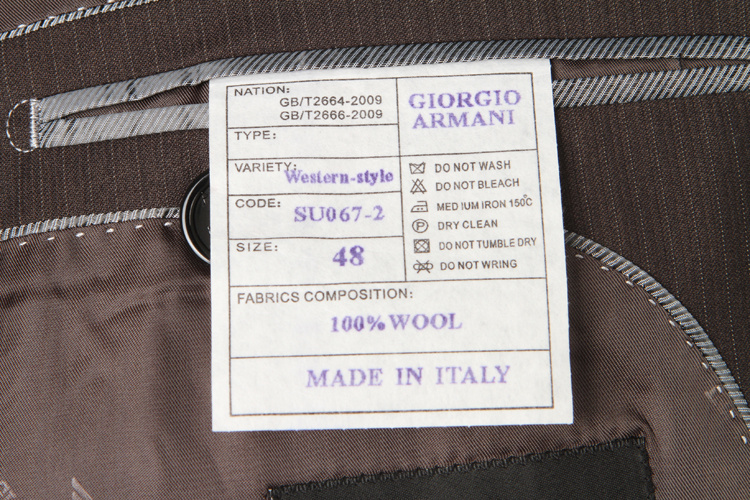 NATION:
GB/T2664-2009
GB/T2666-2009
TYPE:
VARIETY:
Western-style
CODE:
SU067-2
SIZE:
48
GIORGIO
ARMANI
DO NOT WASH
DO NOT BLEACH
MEDIUM IRON 150℃
P DRY CLEAN
DO NOT TUMBLE DRY
DO NOT WRING
FABRICS COMPOSITION:
100% WOOL
MADE IN ITALY